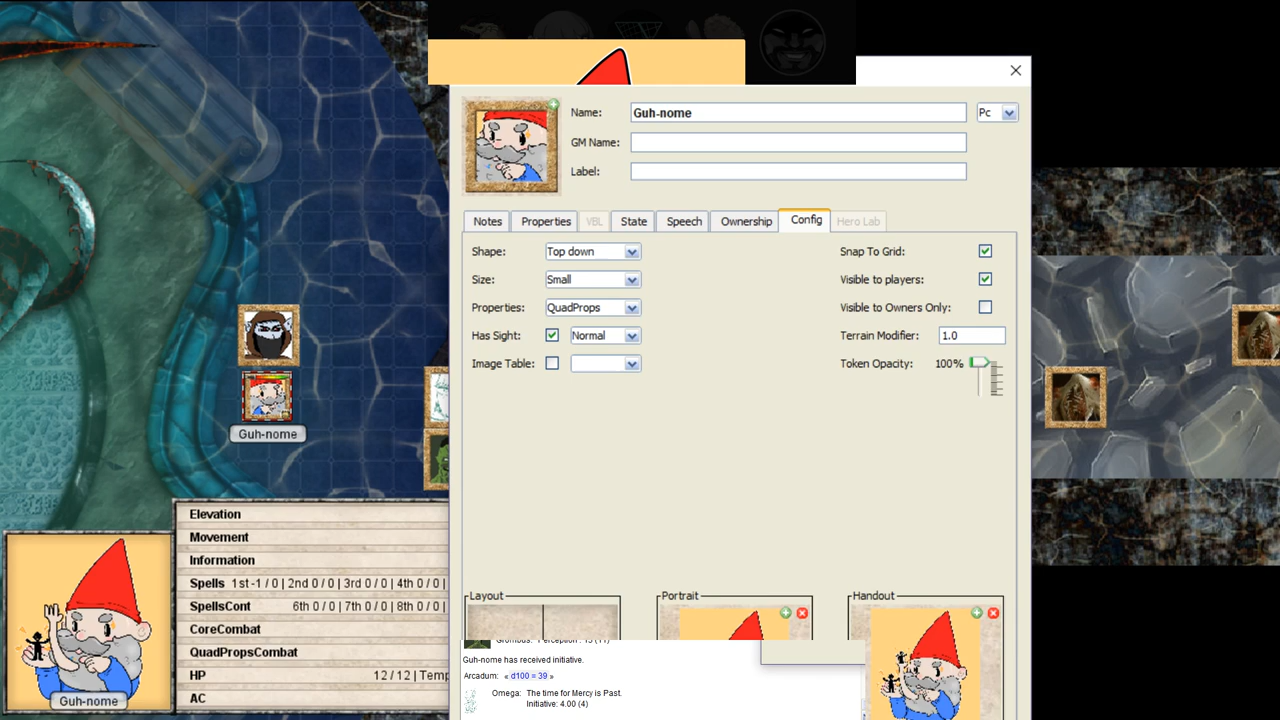 Name: Guh-nome Pc
GM Name:
Label:
Notes Properties VBL State Speech Ownership Config Hero Lab
Shape: Top down Snap To Grid:
Size: Small Visible to players:
Properties: QuadProps Visible to Owners Only:
Has Sight: Normal Terrain Modifier: 1.0
Image Table: Token Opacity: 100%
Guh-nome
Elevation
Movement
Information
Spells 1st -1 / 0 | 2nd 0 / 0 | 3rd 0 / 0 | 4th 0 / 0 |
SpellsCont 6th 0 / 0 | 7th 0 / 0 | 8th 0 / 0 |
CoreCombat
QuadPropsCombat
HP 12 / 12 | Temp
AC
Guh-nome
Layout Portrait Handout
Guh-nome has received initiative.
Arcadum: « d100 = 39 »
Omega: The time for Mercy is Past.
Initiative: 4.00 (4)